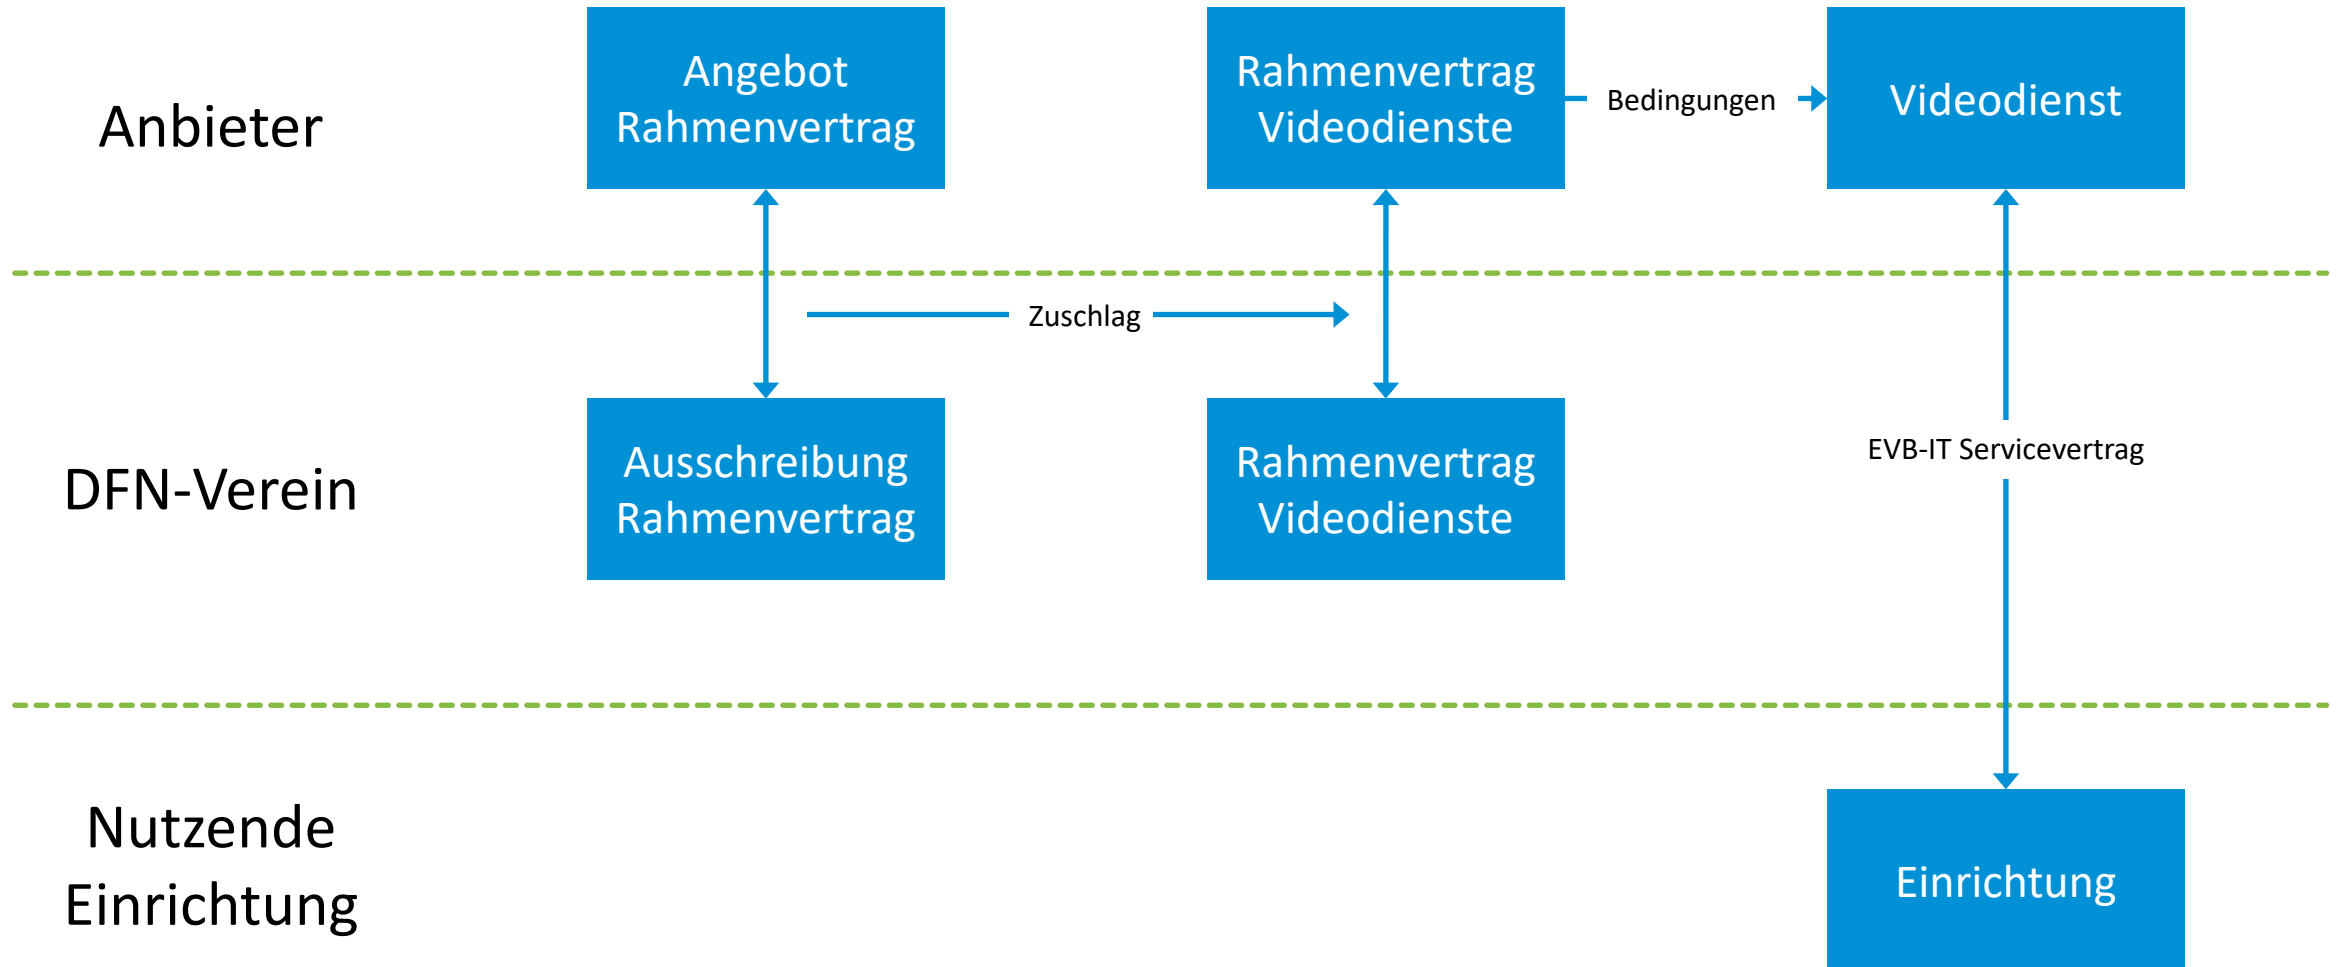 Anbieter
Angebot
Rahmenvertrag
Rahmenvertrag
Videodienste
Bedingungen
Videodienst
Zuschlag
DFN-Verein
Ausschreibung
Rahmenvertrag
Rahmenvertrag
Videodienste
EVB-IT Servicevertrag
Nutzende
Einrichtung
Einrichtung